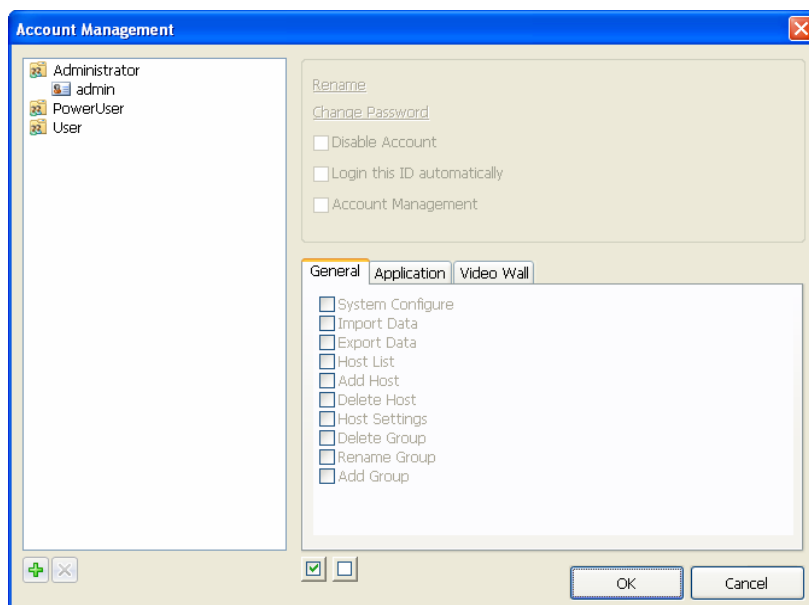 Account Management
Administrator
admin
PowerUser
User
Rename
Change Password
Disable Account
Login this ID automatically
Account Management
General Application Video Wall
System Configure
Import Data
Export Data
Host List
Add Host
Delete Host
Host Settings
Delete Group
Rename Group
Add Group
OK Cancel